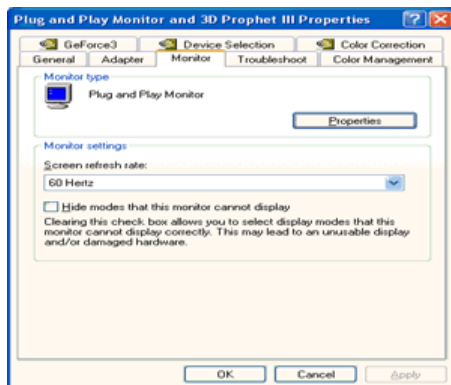 Plug and Play Monitor and 3D Prophet III Properties
GeForce3 Device Selection Color Correction
General Adapter Monitor Troubleshoot Color Management
Monitor type
Plug and Play Monitor
Properties
Monitor settings
Screen refresh rate:
60 Hertz
Hide modes that this monitor cannot display
Clearing this check box allows you to select display modes that this
monitor cannot display correctly. This may lead to an unusable display
and/or damaged hardware.
OK Cancel Apply